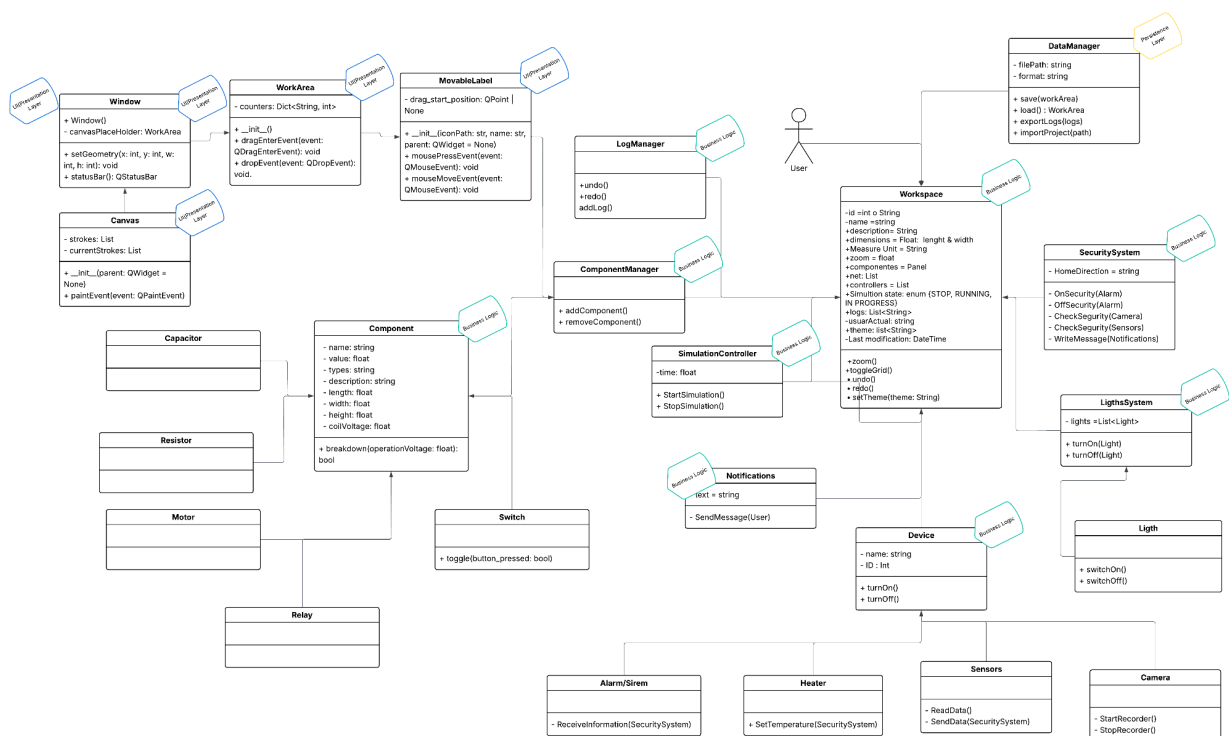 UI|Presentation Layer
Window
UI|Presentation Layer
+ Window()
- canvasPlaceHolder: WorkArea
+ setGeometry(x: int, y: int, w:
int, h: int): void
+ statusBar(): QStatusBar
WorkArea
UI|Presentation Layer
- counters: Dict<String, int>
+ __init__()
+ dragEnterEvent(event:
QDragEnterEvent): void
+ dropEvent(event: QDropEvent):
void.
MovableLabel
UI|Presentation Layer
- drag_start_position: QPoint |
None
+ __init__(iconPath: str, name: str,
parent: QWidget = None)
+ mousePressEvent(event:
QMouseEvent): void
+ mouseMoveEvent(event:
QMouseEvent): void
Canvas
UI|Presentation Layer
- strokes: List
- currentStrokes: List
+ __init__(parent: QWidget =
None)
+ paintEvent(event: QPaintEvent)
DataManager
Persistence Layer
- filePath: string
- format: string
+ save(workArea)
+ load() : WorkArea
+ exportLogs(logs)
+ importProject(path)
User
LogManager
Business Logic
+undo()
+redo()
addLog()
Workspace
Business Logic
-id =int o String
-name =string
+description= String
+dimensions = Float:  lenght & width
+Measure Unit = String
+zoom = float
+componentes = Panel
+net: List
+controllers = List
+Simultion state: enum {STOP, RUNNING,
IN PROGRESS}
+logs: List<String>
-usuarActual: string
+theme: list<String>
-Last modification: DateTime
+zoom()
+toggleGrid()
• undo()
• redo()
• setTheme(theme: String)
SecuritySystem
Business Logic
- HomeDirection = string
- OnSecurity(Alarm)
- OffSecurity(Alarm)
- CheckSegurity(Camera)
- CheckSegurity(Sensors)
- WriteMessage(Notifications)
ComponentManager
Business Logic
+ addComponent()
+ removeComponent()
SimulationController
Business Logic
-time: float
+ StartSimulation()
+ StopSimulation()
Component
Business Logic
- name: string
- value: float
- types: string
- description: string
- length: float
- width: float
- height: float
- coilVoltage: float
+ breakdown(operationVoltage: float):
bool
Capacitor
Resistor
Motor
Relay
Switch
+ toggle(button_pressed: bool)
LigthsSystem
Business Logic
- lights =List<Light>
+ turnOn(Light)
+ turnOff(Light)
Ligth
+ switchOn()
+ switchOff()
Notifications
Business Logic
text = string
- SendMessage(User)
Device
Business Logic
- name: string
- ID : Int
+ turnOn()
+ turnOff()
Alarm/Sirem
- ReceiveInformation(SecuritySystem)
Heater
+ SetTemperature(SecuritySystem)
Sensors
- ReadData()
- SendData(SecuritySystem)
Camera
- StartRecorder()
- StopRecorder()